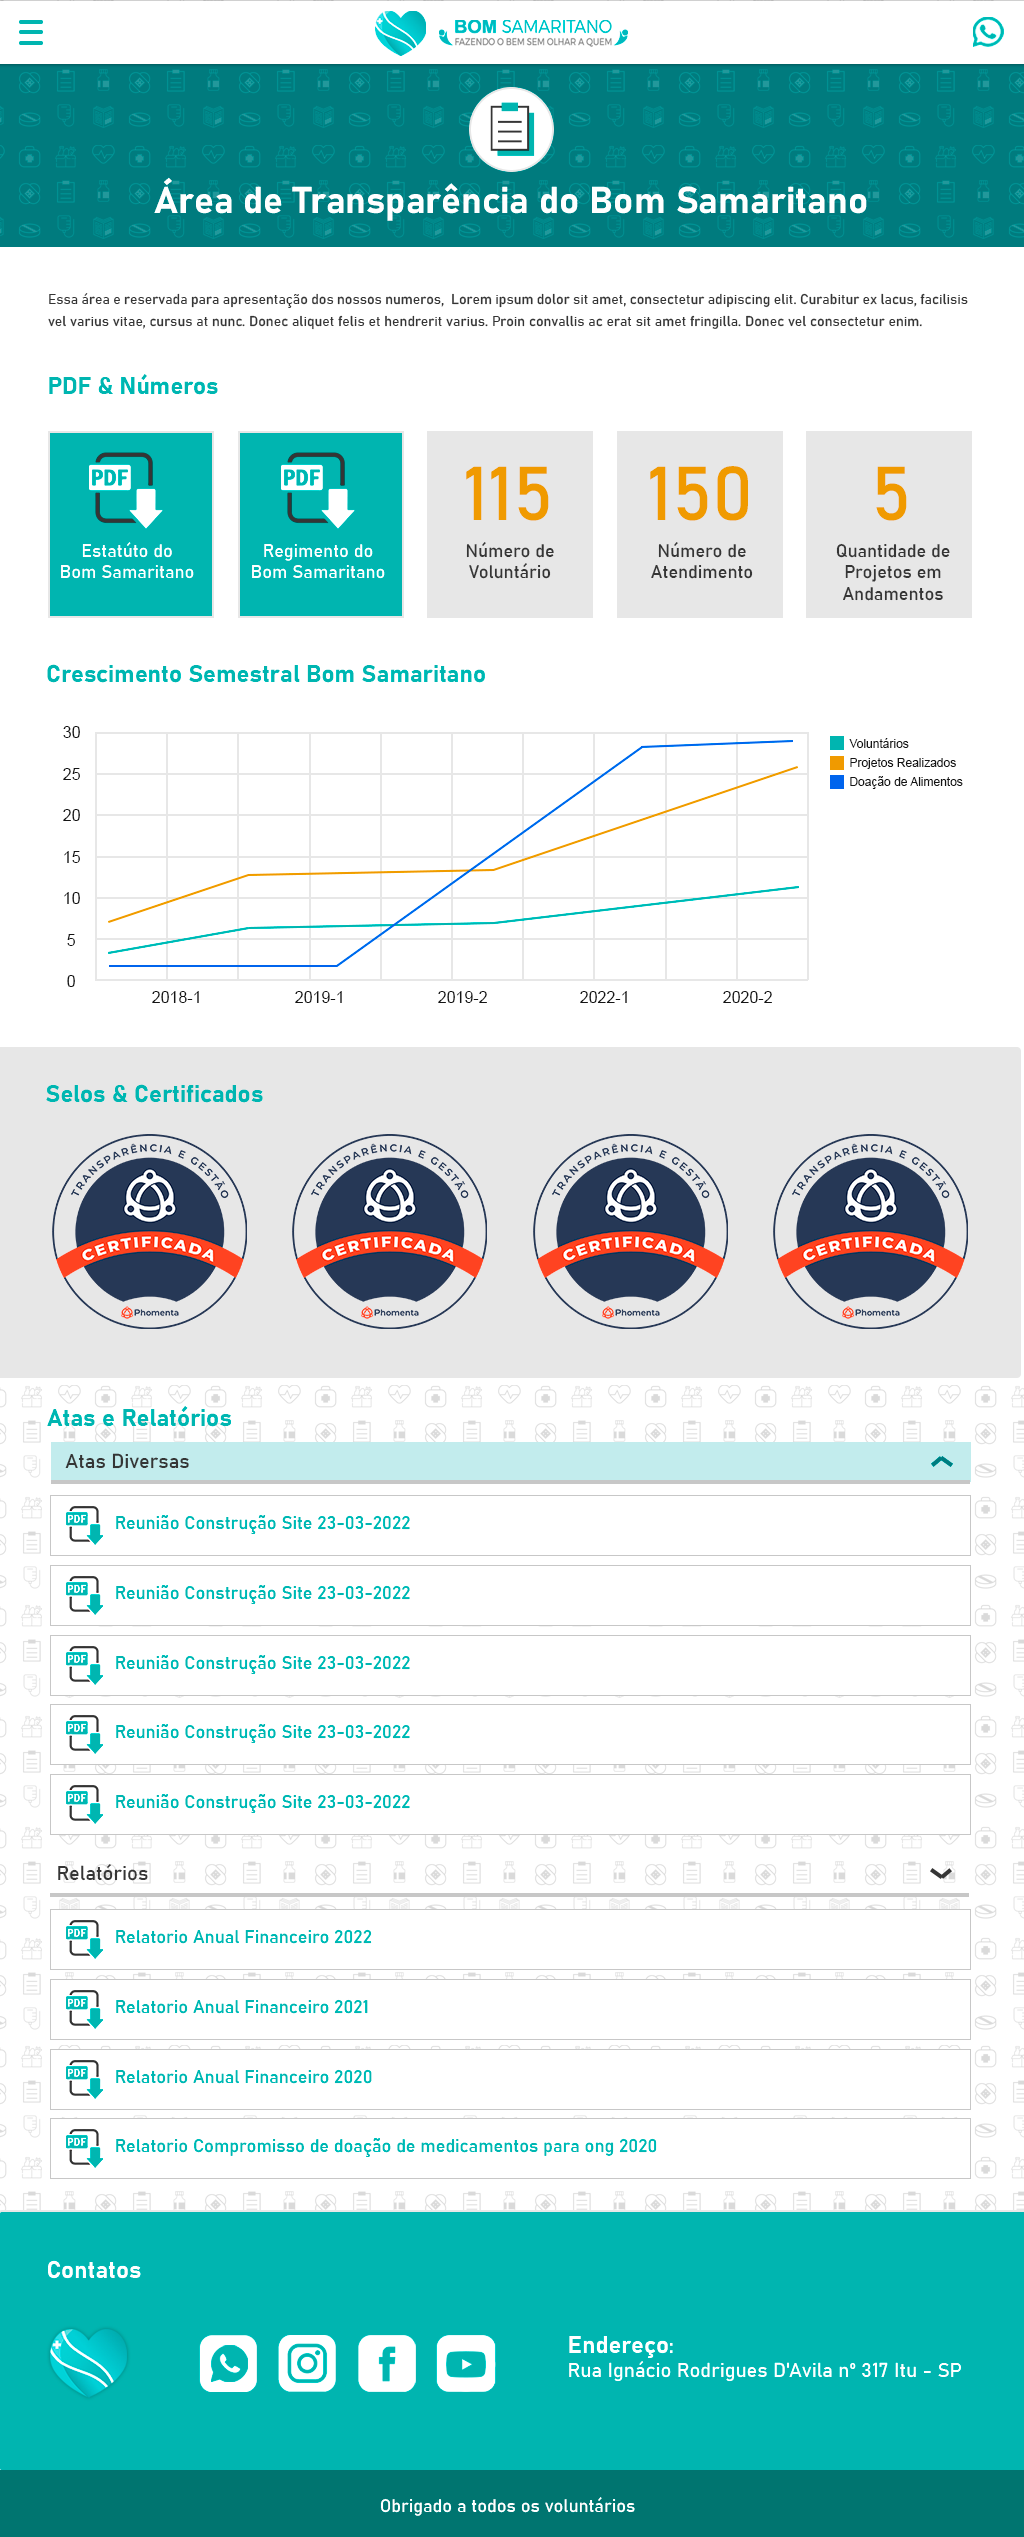 BOM SAMARITANO
FAZENDO O BEM SEM OLHAR A QUEM
Área de Transparência do Bom Samaritano
Essa área e reservada para apresentação dos nossos numeros, Lorem ipsum dolor sit amet, consectetur adipiscing elit. Curabitur ex lacus, facilisis
vel varius vitae, cursus at nunc. Donec aliquet felis et hendrerit varius. Proin convallis ac erat sit amet fringilla. Donec vel consectetur enim.
PDF & Números
PDF
Estatúto do
Bom Samaritano
PDF
Regimento do
Bom Samaritano
115
Número de
Voluntário
150
Número de
Atendimento
5
Quantidade de
Projetos em
Andamentos
Crescimento Semestral Bom Samaritano
30
25
20
15
10
5
0
2018-1
2019-1
2019-2
2022-1
2020-2
Voluntários
Projetos Realizados
Doação de Alimentos
Selos & Certificados
TRANSPARÊNCIA E GESTÃO
CERTIFICADA
Phomenta
TRANSPARÊNCIA E GESTÃO
CERTIFICADA
Phomenta
TRANSPARÊNCIA E GESTÃO
CERTIFICADA
Phomenta
TRANSPARÊNCIA E GESTÃO
CERTIFICADA
Phomenta
Atas e Relatórios
Atas Diversas
PDF Reunião Construção Site 23-03-2022
PDF Reunião Construção Site 23-03-2022
PDF Reunião Construção Site 23-03-2022
PDF Reunião Construção Site 23-03-2022
PDF Reunião Construção Site 23-03-2022
Relatórios
PDF Relatorio Anual Financeiro 2022
PDF Relatorio Anual Financeiro 2021
PDF Relatorio Anual Financeiro 2020
PDF Relatorio Compromisso de doação de medicamentos para ong 2020
Contatos
Endereço:
Rua Ignácio Rodrigues D'Avila nº 317 Itu - SP
Obrigado a todos os voluntários